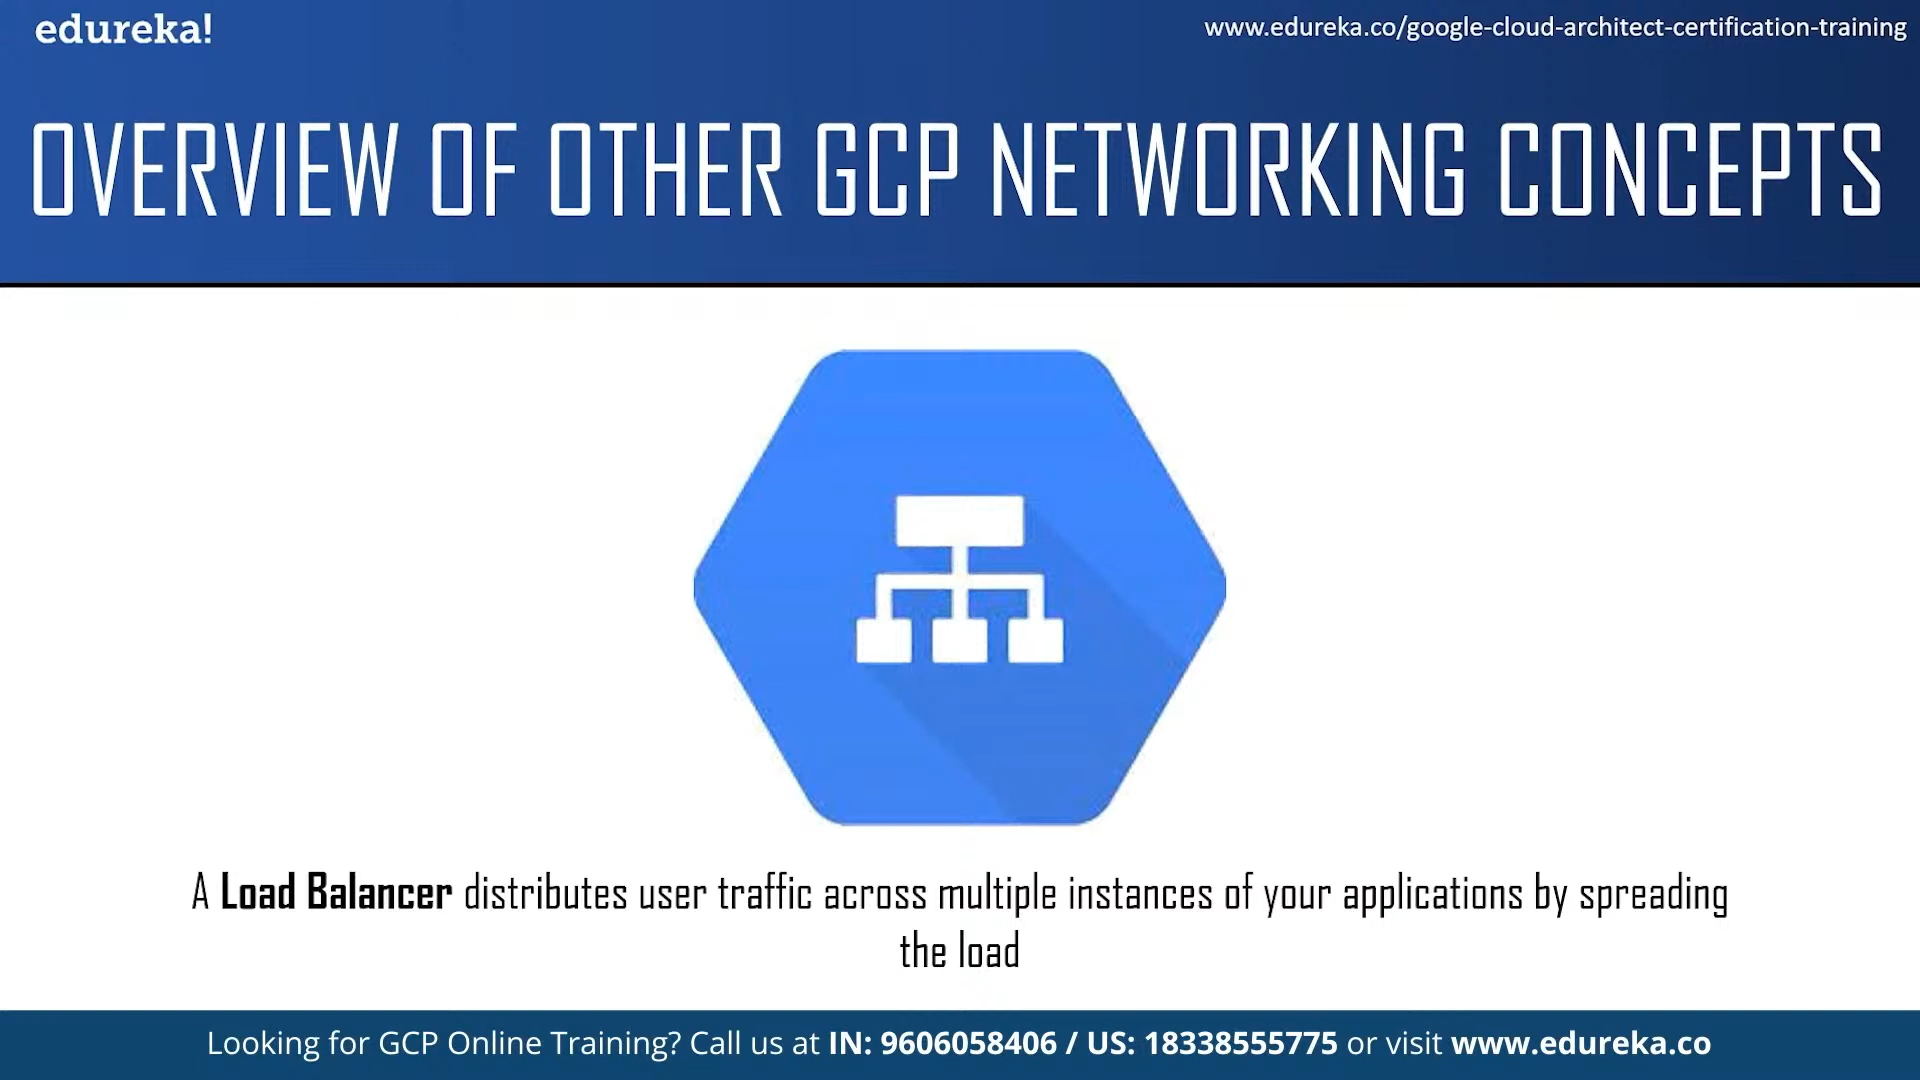 edureka!
www.edureka.co/google-cloud-architect-certification-training
OVERVIEW OF OTHER GCP NETWORKING CONCEPTS
A Load Balancer distributes user traffic across multiple instances of your applications by spreading
the load
Looking for GCP Online Training? Call us at IN: 9606058406 / US: 18338555775 or visit www.edureka.co